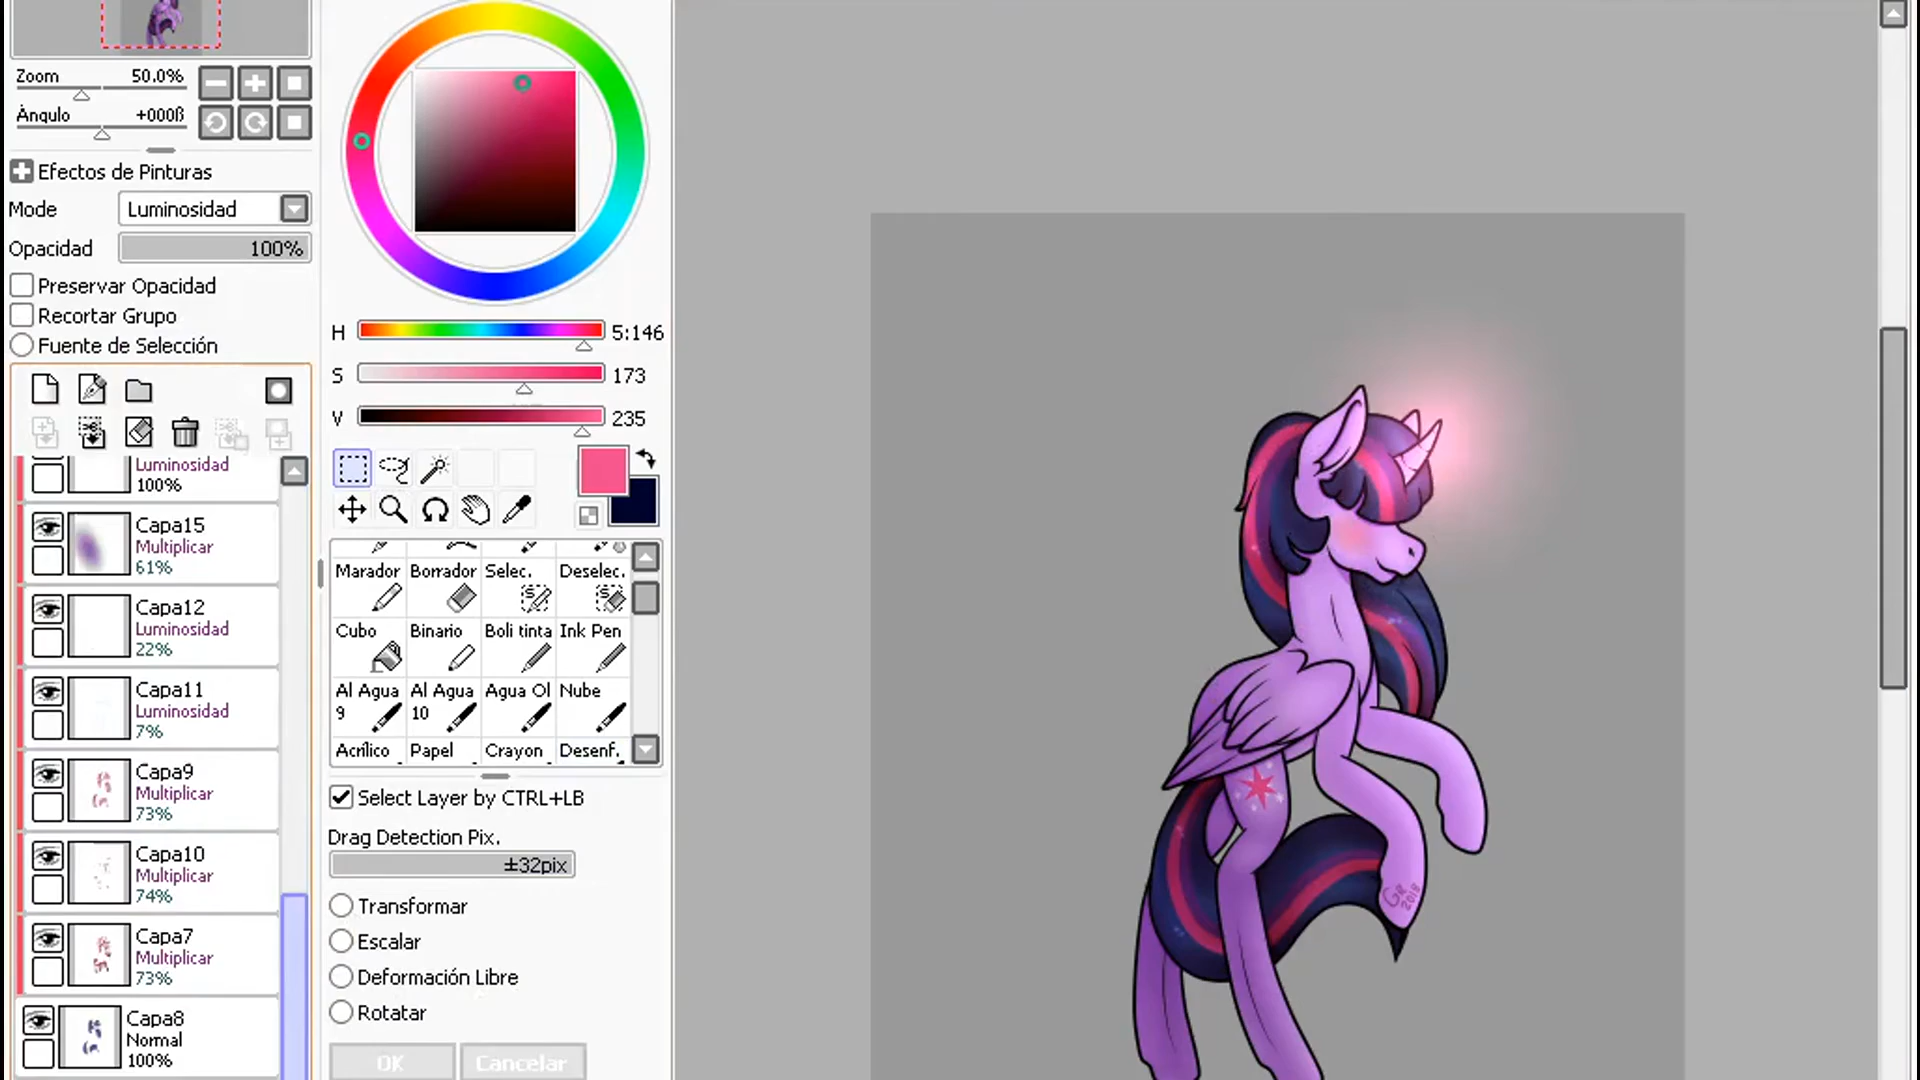 Zoom 50.0%
Ángulo +000ß
Efectos de Pinturas
Mode Luminosidad
Opacidad 100%
Preservar Opacidad
Recortar Grupo
Fuente de Selección
Luminosidad
100%
Capa15
Multiplicar
61%
Capa12
Luminosidad
22%
Capa11
Luminosidad
7%
Capa9
Multiplicar
73%
Capa10
Multiplicar
74%
Capa7
Multiplicar
73%
Capa8
Normal
100%
H 5:146
S 173
V 235
Marador Borrador Selec. Deselec.
Cubo Binario Boli tinta Ink Pen
Al Agua 9 Al Agua 10 Agua Ol Nube
Acrílico Papel Crayon Desenf.
Select Layer by CTRL+LB
Drag Detection Pix.
±32pix
Transformar
Escalar
Deformación Libre
Rotatar
OK Cancelar
GR
2018